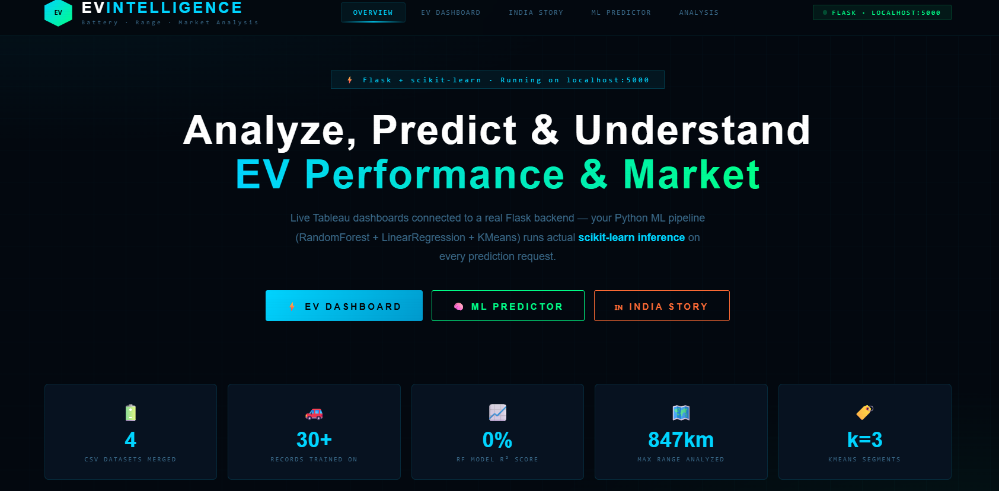 EV
EVINTELLIGENCE
Battery · Range · Market Analysis
OVERVIEW
EV DASHBOARD
INDIA STORY
ML PREDICTOR
ANALYSIS
FLASK · LOCALHOST:5000
⚡ Flask + scikit-learn · Running on localhost:5000
Analyze, Predict & Understand
EV Performance & Market
Live Tableau dashboards connected to a real Flask backend — your Python ML pipeline
(RandomForest + LinearRegression + KMeans) runs actual scikit-learn inference on
every prediction request.
⚡ EV DASHBOARD
🧠 ML PREDICTOR
IN INDIA STORY
4
CSV DATASETS MERGED
30+
RECORDS TRAINED ON
0%
RF MODEL R² SCORE
847km
MAX RANGE ANALYZED
k=3
KMEANS SEGMENTS